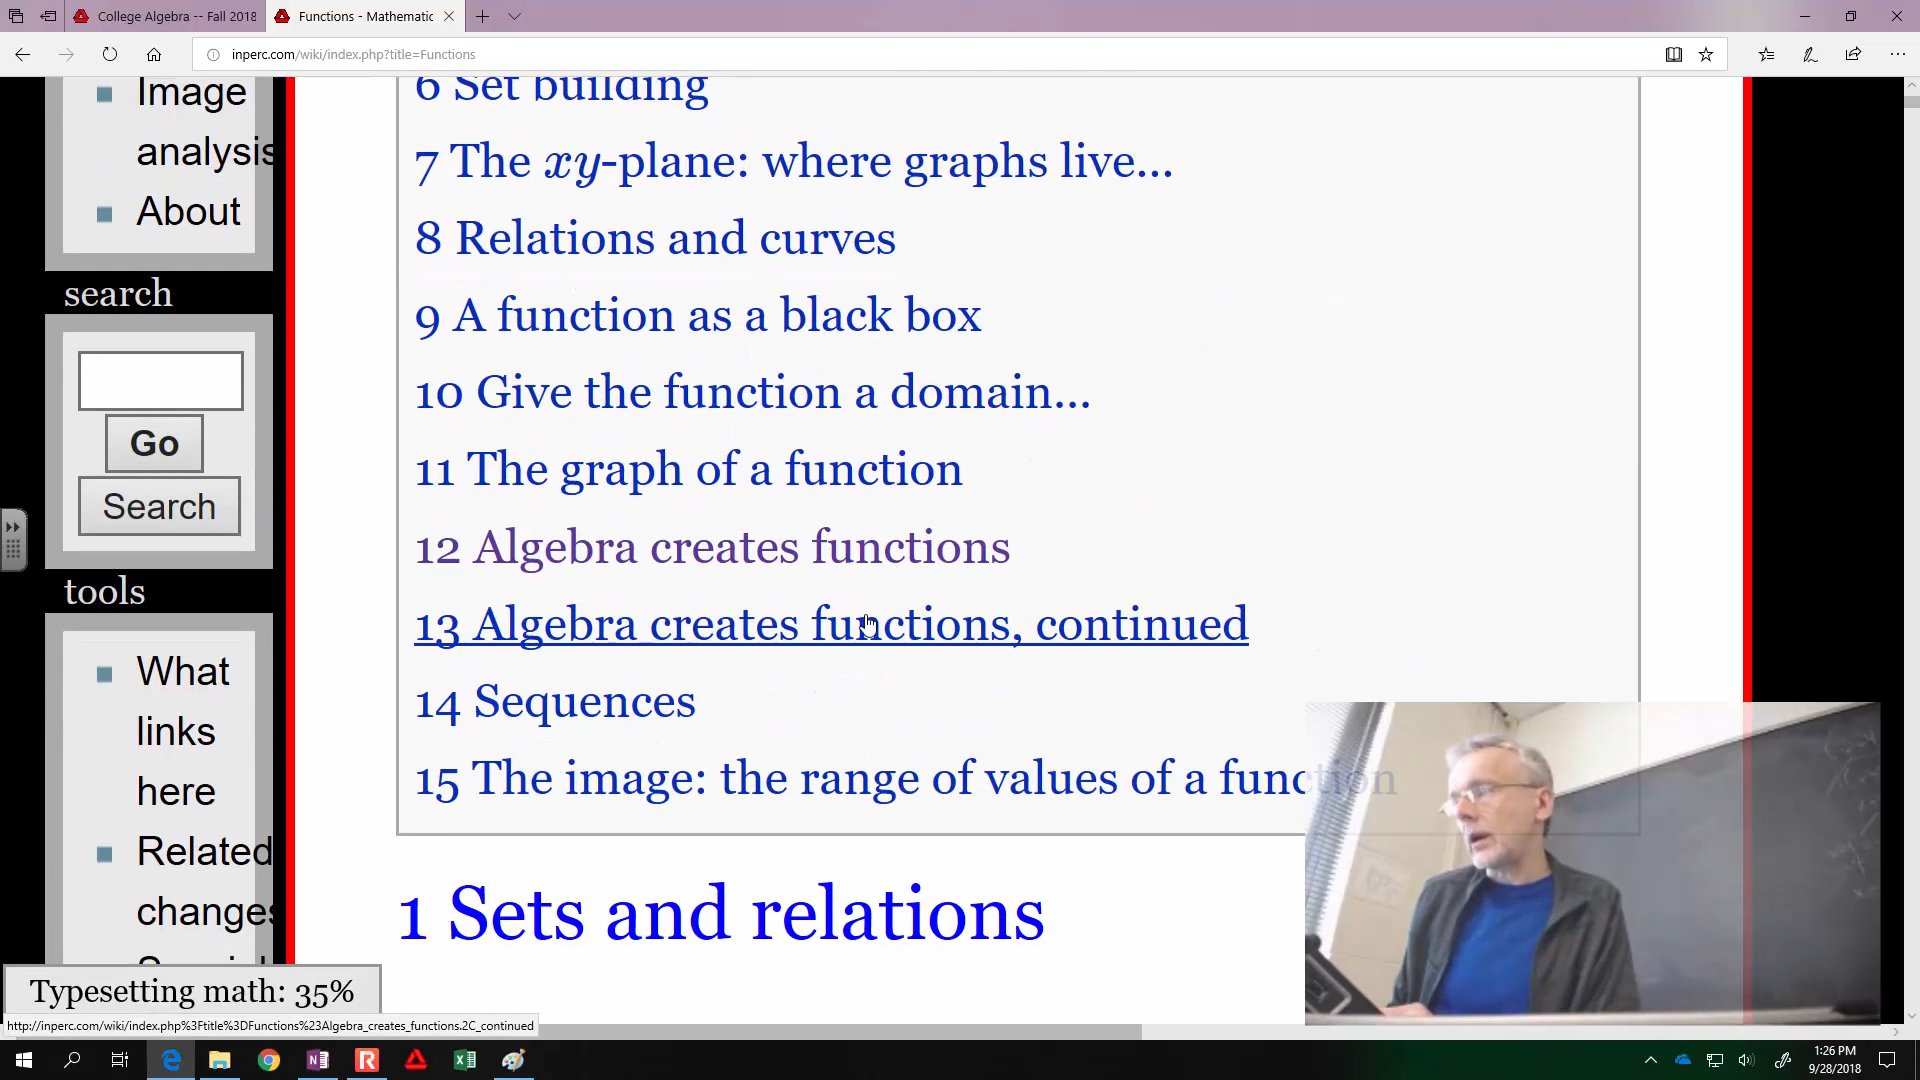 College Algebra -- Fall 2018
Functions - Mathematic
inperc.com/wiki/index.php?title=Functions
Image
analysis
About
search
Go
Search
tools
What
links
here
Related
changes
6 Set building
7 The xy-plane: where graphs live...
8 Relations and curves
9 A function as a black box
10 Give the function a domain...
11 The graph of a function
12 Algebra creates functions
13 Algebra creates functions, continued
14 Sequences
15 The image: the range of values of a function
1 Sets and relations
Typesetting math: 35%
http://inperc.com/wiki/index.php%3Ftitle%3DFunctions%23Algebra_creates_functions.2C_continued
1:26 PM
9/28/2018